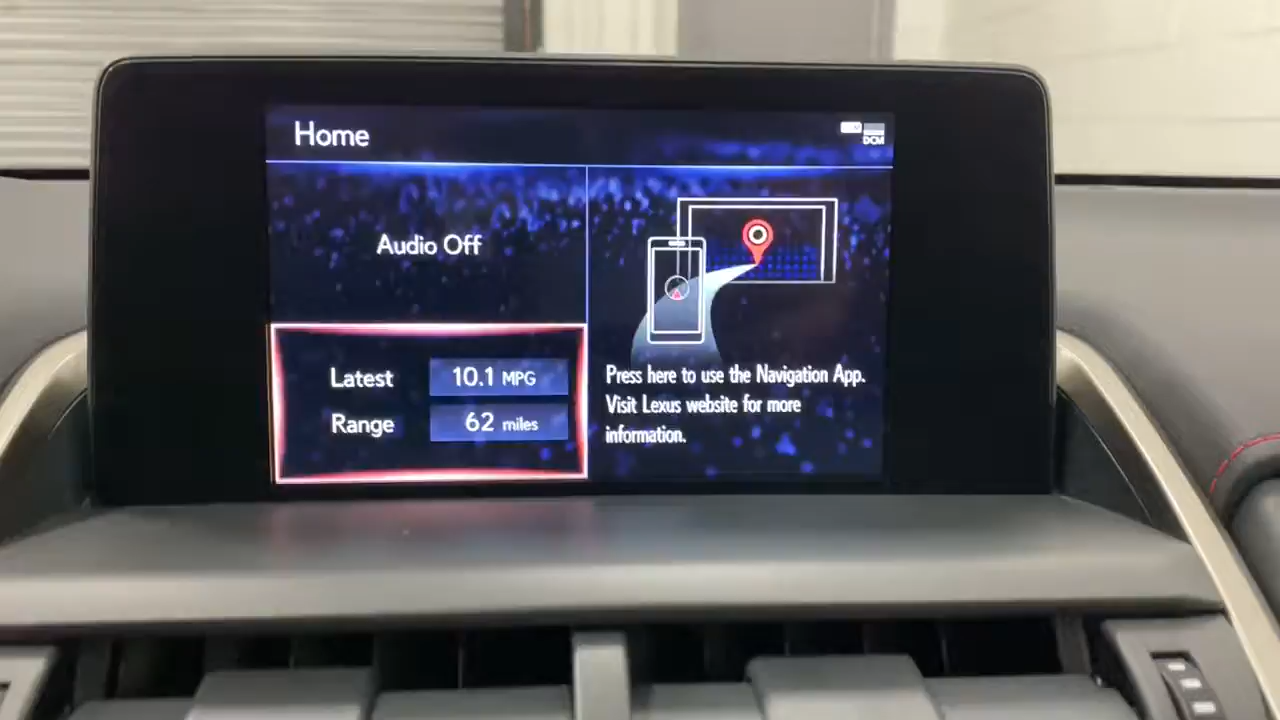 Home
DCM
Audio Off
Latest 10.1 MPG
Range 62 miles
Press here to use the Navigation App.
Visit Lexus website for more
information.